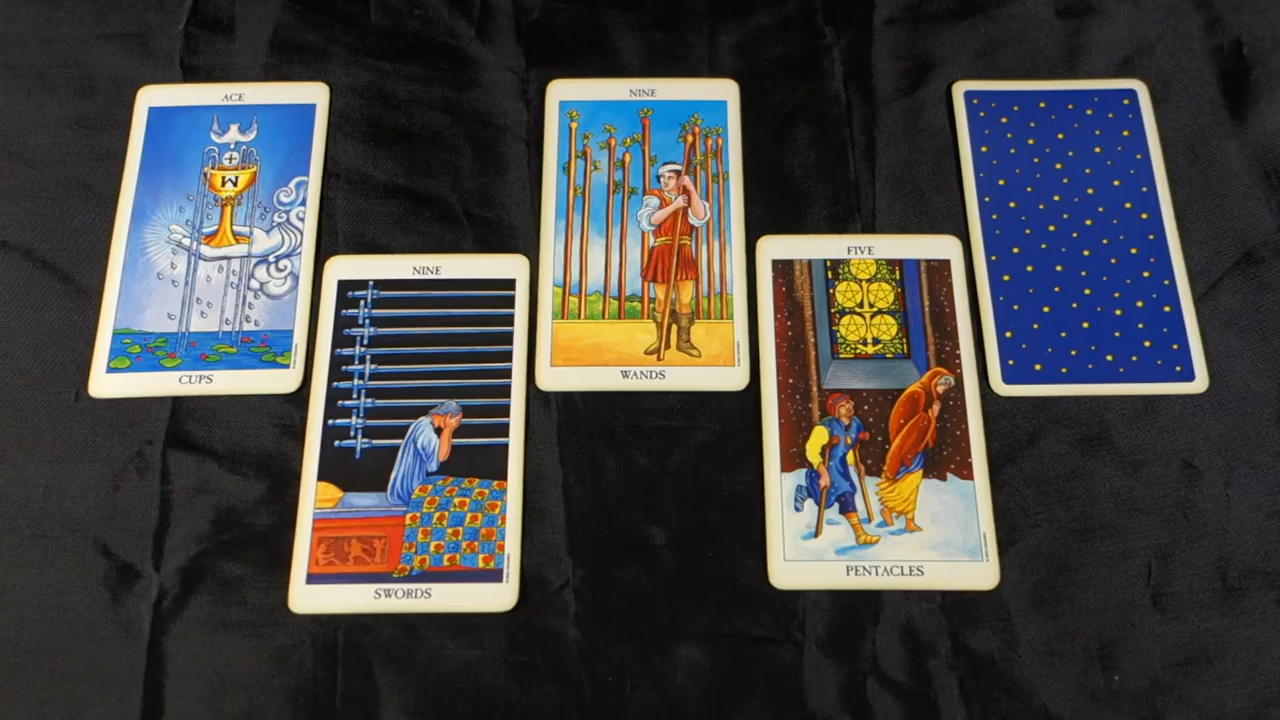 ACE
CUPS
NINE
SWORDS
NINE
WANDS
FIVE
PENTACLES